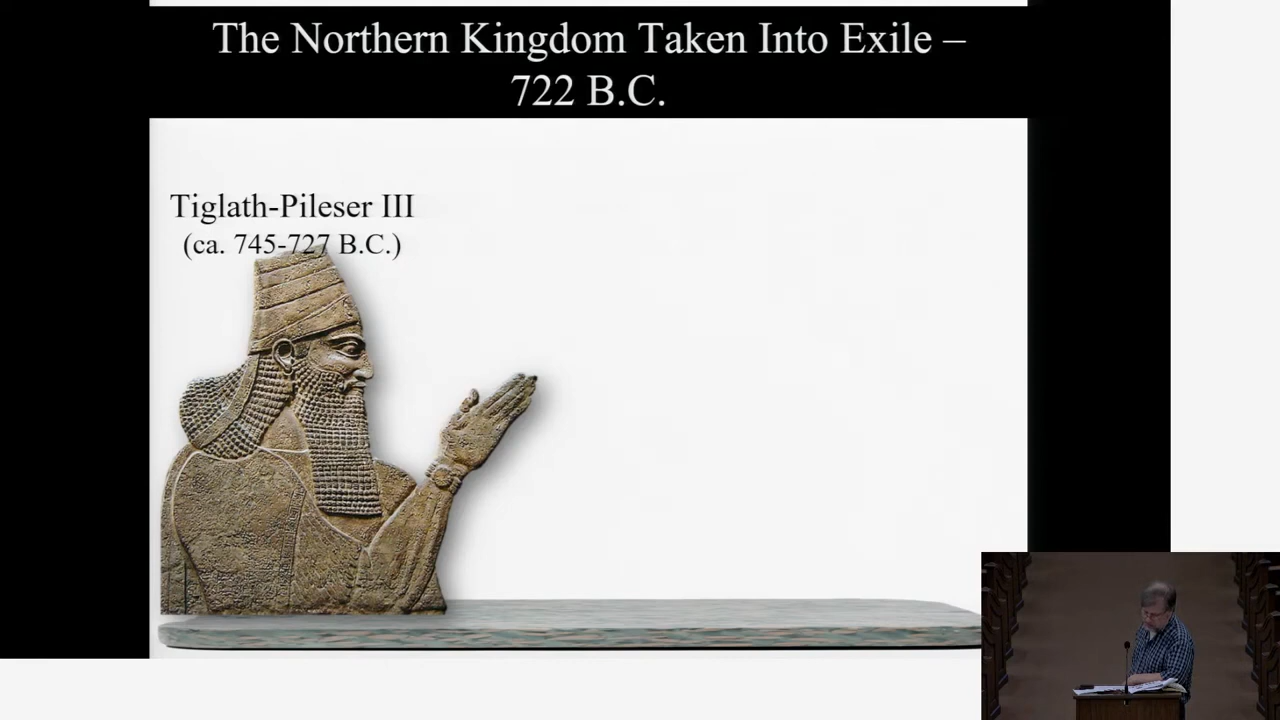 The Northern Kingdom Taken Into Exile –
722 B.C.
Tiglath-Pileser III
(ca. 745-727 B.C.)